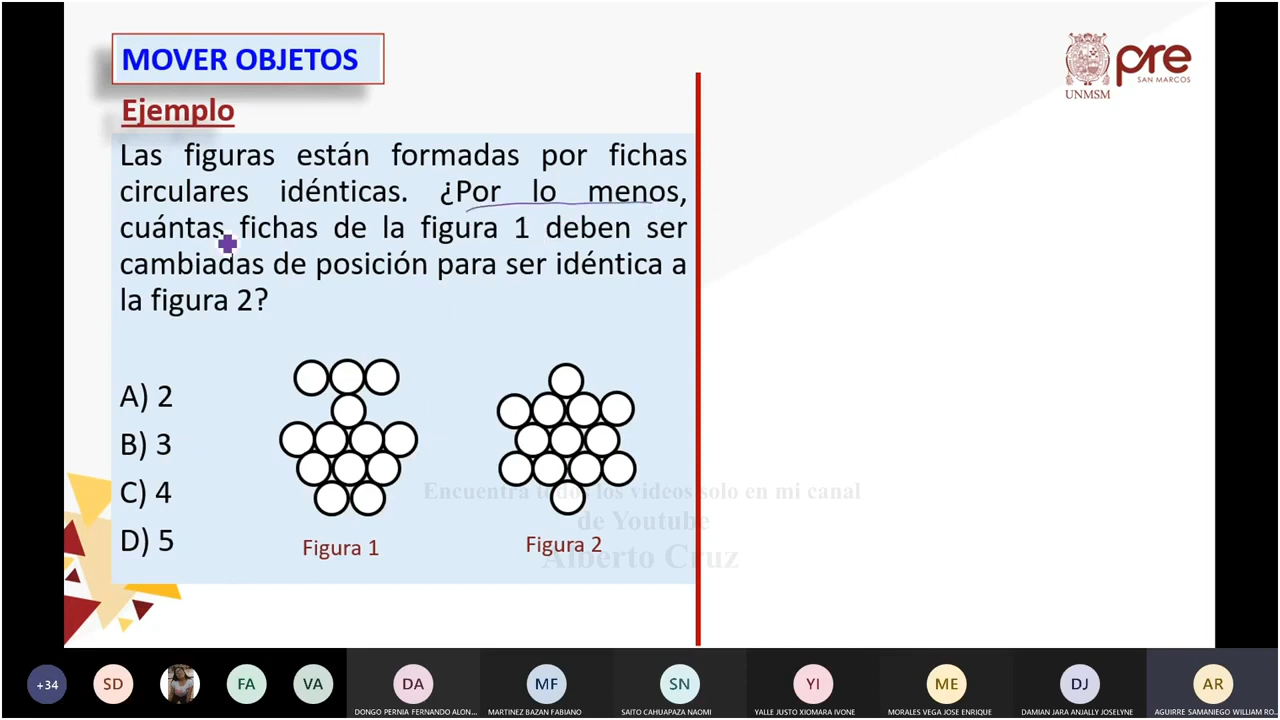 MOVER OBJETOS
pre
SAN MARCOS
UNMSM
Ejemplo
Las figuras están formadas por fichas
circulares idénticas. ¿Por lo menos,
cuántas fichas de la figura 1 deben ser
cambiadas de posición para ser idéntica a
la figura 2?
A) 2
B) 3
C) 4
D) 5
Figura 1
Figura 2
Encuentra todos los videos solo en mi canal
de Youtube
Alberto Cruz
+34
SD
FA
VA
DA
MF
SN
YI
ME
DJ
AR
DONGO PERNIA FERNANDO ALON...
MARTINEZ BAZAN FABIANO
SAITO CAHUAPAZA NAOMI
YALLE JUSTO XIOMARA IVONE
MORALES VEGA JOSE ENRIQUE
DAMIAN JARA ANJALLY JOSELYNE
AGUIRRE SAMANEGO WILLIAM RO...